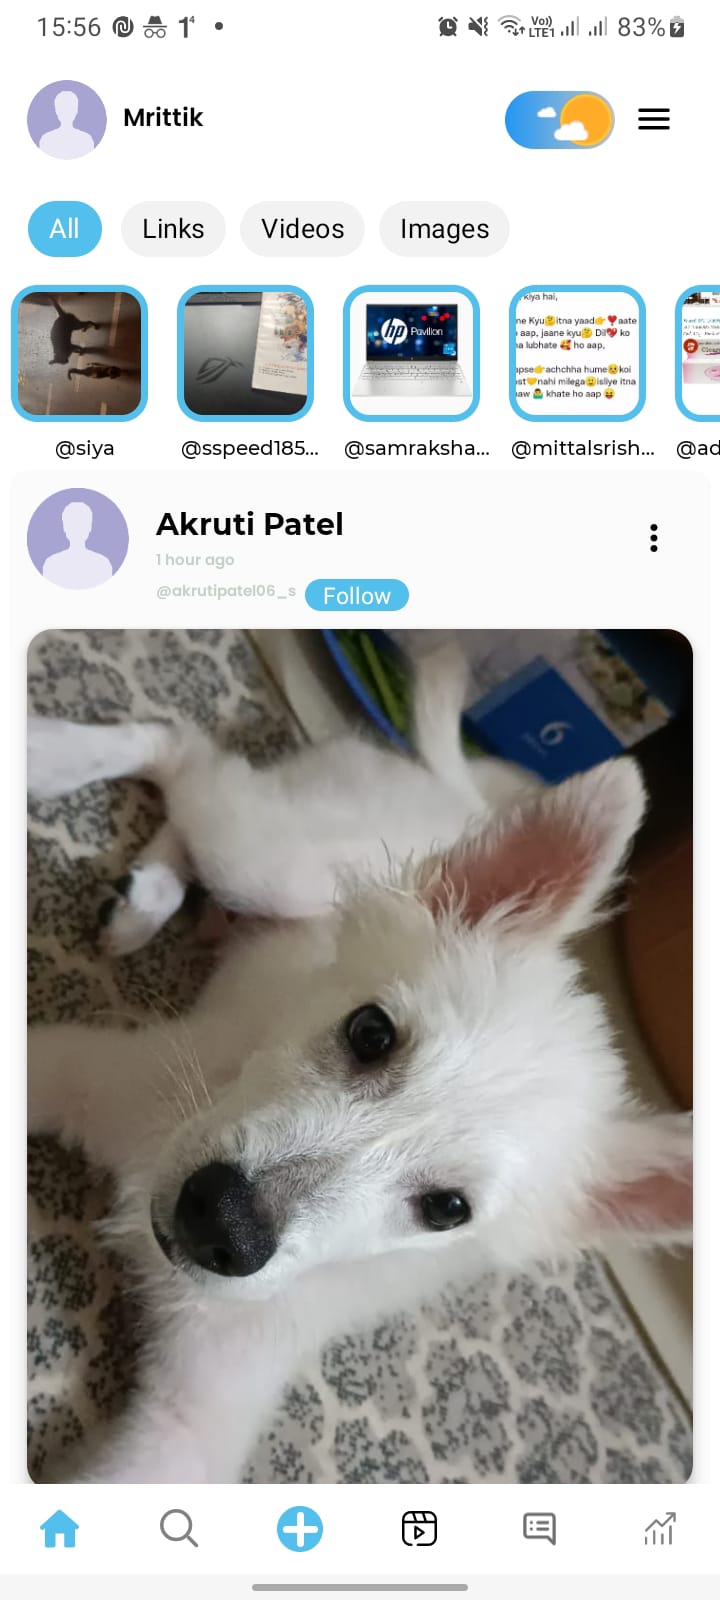 15:56
Vo))
LTE1
83%
Mrittik
All
Links
Videos
Images
hp Pavilion
kiya hai,
ne Kyu🤔itna yaad👉❤️aate
aap, jaane kyu🤔 Dil💖 ko
a lubhate 🥰 ho aap,
apse👉achchha hume🥺koi
st💛nahi milega🙂isliye itna
aw 🤷‍♂️ khate ho aap 😝
@siya
@sspeed185...
@samraksha...
@mittalsrish...
@ad
Akruti Patel
1 hour ago
@akrutipatel06_s
Follow
6